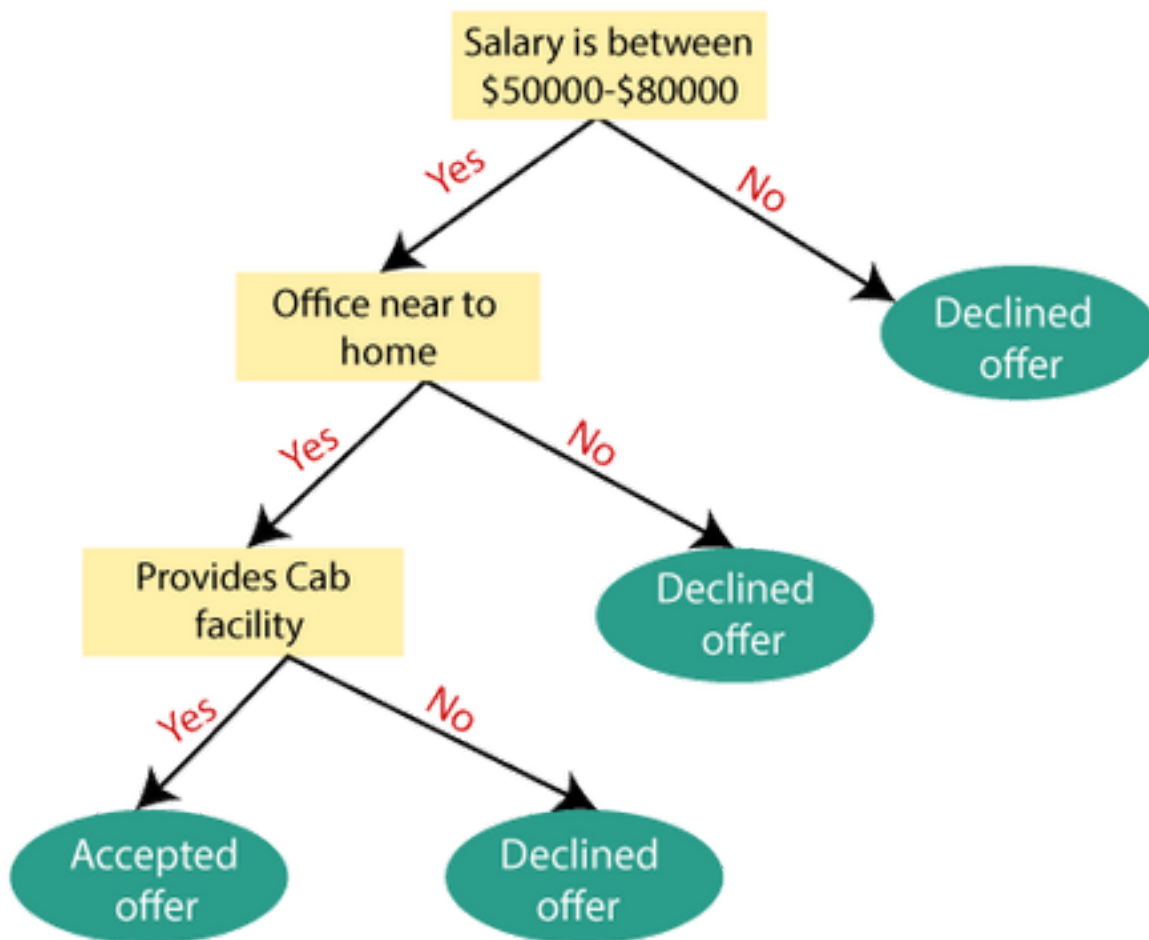 Salary is between
$50000-$80000
Yes
No
Office near to
home
Declined
offer
Yes
No
Provides Cab
facility
Declined
offer
Yes
No
Accepted
offer
Declined
offer